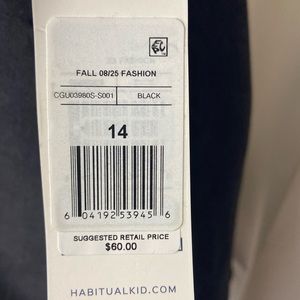 FALL 08/25 FASHION
CGU03980S-S001 BLACK
14
6 04192 53945 6
SUGGESTED RETAIL PRICE
$60.00
HABITUALKID.COM